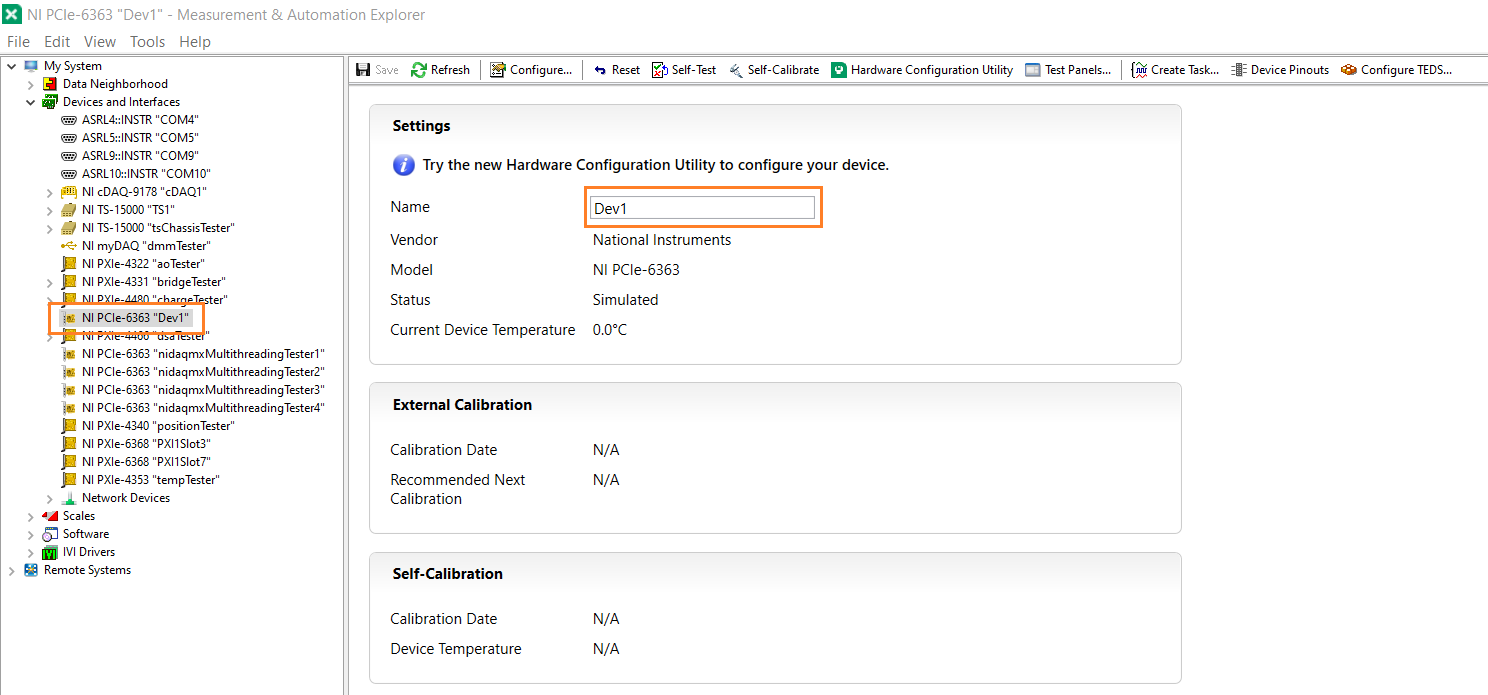 NI PCIe-6363 "Dev1" - Measurement & Automation Explorer
File Edit View Tools Help
My System
Data Neighborhood
Devices and Interfaces
ASRL4::INSTR "COM4"
ASRL5::INSTR "COM5"
ASRL9::INSTR "COM9"
ASRL10::INSTR "COM10"
NI cDAQ-9178 "cDAQ1"
NI TS-15000 "TS1"
NI TS-15000 "tsChassisTester"
NI myDAQ "dmmTester"
NI PXIe-4322 "aoTester"
NI PXIe-4331 "bridgeTester"
NI PXIe-4480 "chargeTester"
NI PCIe-6363 "Dev1"
NI PXIe-4466 "dsaTester"
NI PCIe-6363 "nidaqmxMultithreadingTester1"
NI PCIe-6363 "nidaqmxMultithreadingTester2"
NI PCIe-6363 "nidaqmxMultithreadingTester3"
NI PCIe-6363 "nidaqmxMultithreadingTester4"
NI PXIe-4340 "positionTester"
NI PXIe-6368 "PXI1Slot3"
NI PXIe-6368 "PXI1Slot7"
NI PXIe-4353 "tempTester"
Network Devices
Scales
Software
IVI Drivers
Remote Systems
Save Refresh Configure... Reset Self-Test Self-Calibrate Hardware Configuration Utility Test Panels... Create Task... Device Pinouts Configure TEDS...
Settings
Try the new Hardware Configuration Utility to configure your device.
Name Dev1
Vendor National Instruments
Model NI PCIe-6363
Status Simulated
Current Device Temperature 0.0°C
External Calibration
Calibration Date N/A
Recommended Next N/A
Calibration
Self-Calibration
Calibration Date N/A
Device Temperature N/A